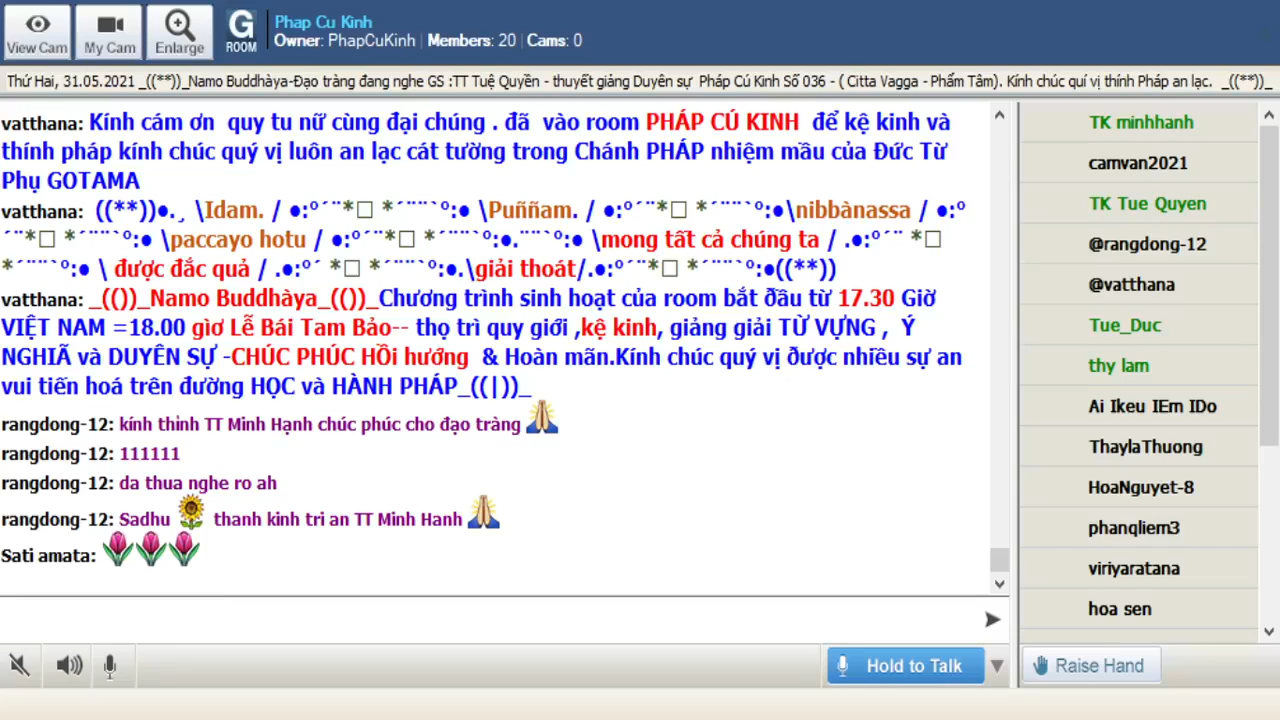 View Cam
My Cam
Enlarge
G
ROOM
Phap Cu Kinh
Owner: PhapCuKinh | Members: 20 | Cams: 0
Thứ Hai, 31.05.2021 _((**))_Namo Buddhàya-Đạo tràng đang nghe GS :TT Tuệ Quyền - thuyết giảng Duyên sự Pháp Cú Kinh Số 036 - ( Citta Vagga - Phẩm Tâm). Kính chúc quí vị thính Pháp an lạc. _((**))_
vatthana: Kính cám ơn quy tu nữ cùng đại chúng . đã vào room PHÁP CÚ KINH để kệ kinh và
thính pháp kính chúc quý vị luôn an lạc cát tường trong Chánh PHÁP nhiệm mầu của Đức Từ
Phụ GOTAMA
vatthana: ((**))●.¸ \Idam. / ●:º´¨*□ *´¨¨`º:● \Puññam. / ●:º´¨*□ *´¨¨`º:●\nibbànassa / ●:º
´¨*□ *´¨¨`º:● \paccayo hotu / ●:º´¨*□ *´¨¨`º:●.¨¨`º:● \mong tất cả chúng ta / .●:º´¨ *□
*´¨¨`º:● \ được đắc quả / .●:º´ *□ *´¨¨`º:●.\giải thoát/.●:º´¨*□ *´¨¨`º:●((**))
vatthana: _(())_Namo Buddhàya_(())_Chương trình sinh hoạt của room bắt đầu từ 17.30 Giờ
VIỆT NAM =18.00 gìơ Lễ Bái Tam Bảo-- thọ trì quy giới ,kệ kinh, giảng giải TỪ VỰNG , Ý
NGHIÃ và DUYÊN SỰ -CHÚC PHÚC HỒi hướng & Hoàn mãn.Kính chúc quý vị được nhiều sự an
vui tiến hoá trên đường HỌC và HÀNH PHÁP_((|))_
rangdong-12: kính thỉnh TT Minh Hạnh chúc phúc cho đạo tràng
rangdong-12: 111111
rangdong-12: da thua nghe ro ah
rangdong-12: Sadhu thanh kinh tri an TT Minh Hanh
Sati amata:
Hold to Talk
TK minhhanh
camvan2021
TK Tue Quyen
@rangdong-12
@vatthana
Tue_Duc
thy lam
Ai Ikeu IEm IDo
ThaylaThuong
HoaNguyet-8
phanqliem3
viriyaratana
hoa sen
Raise Hand